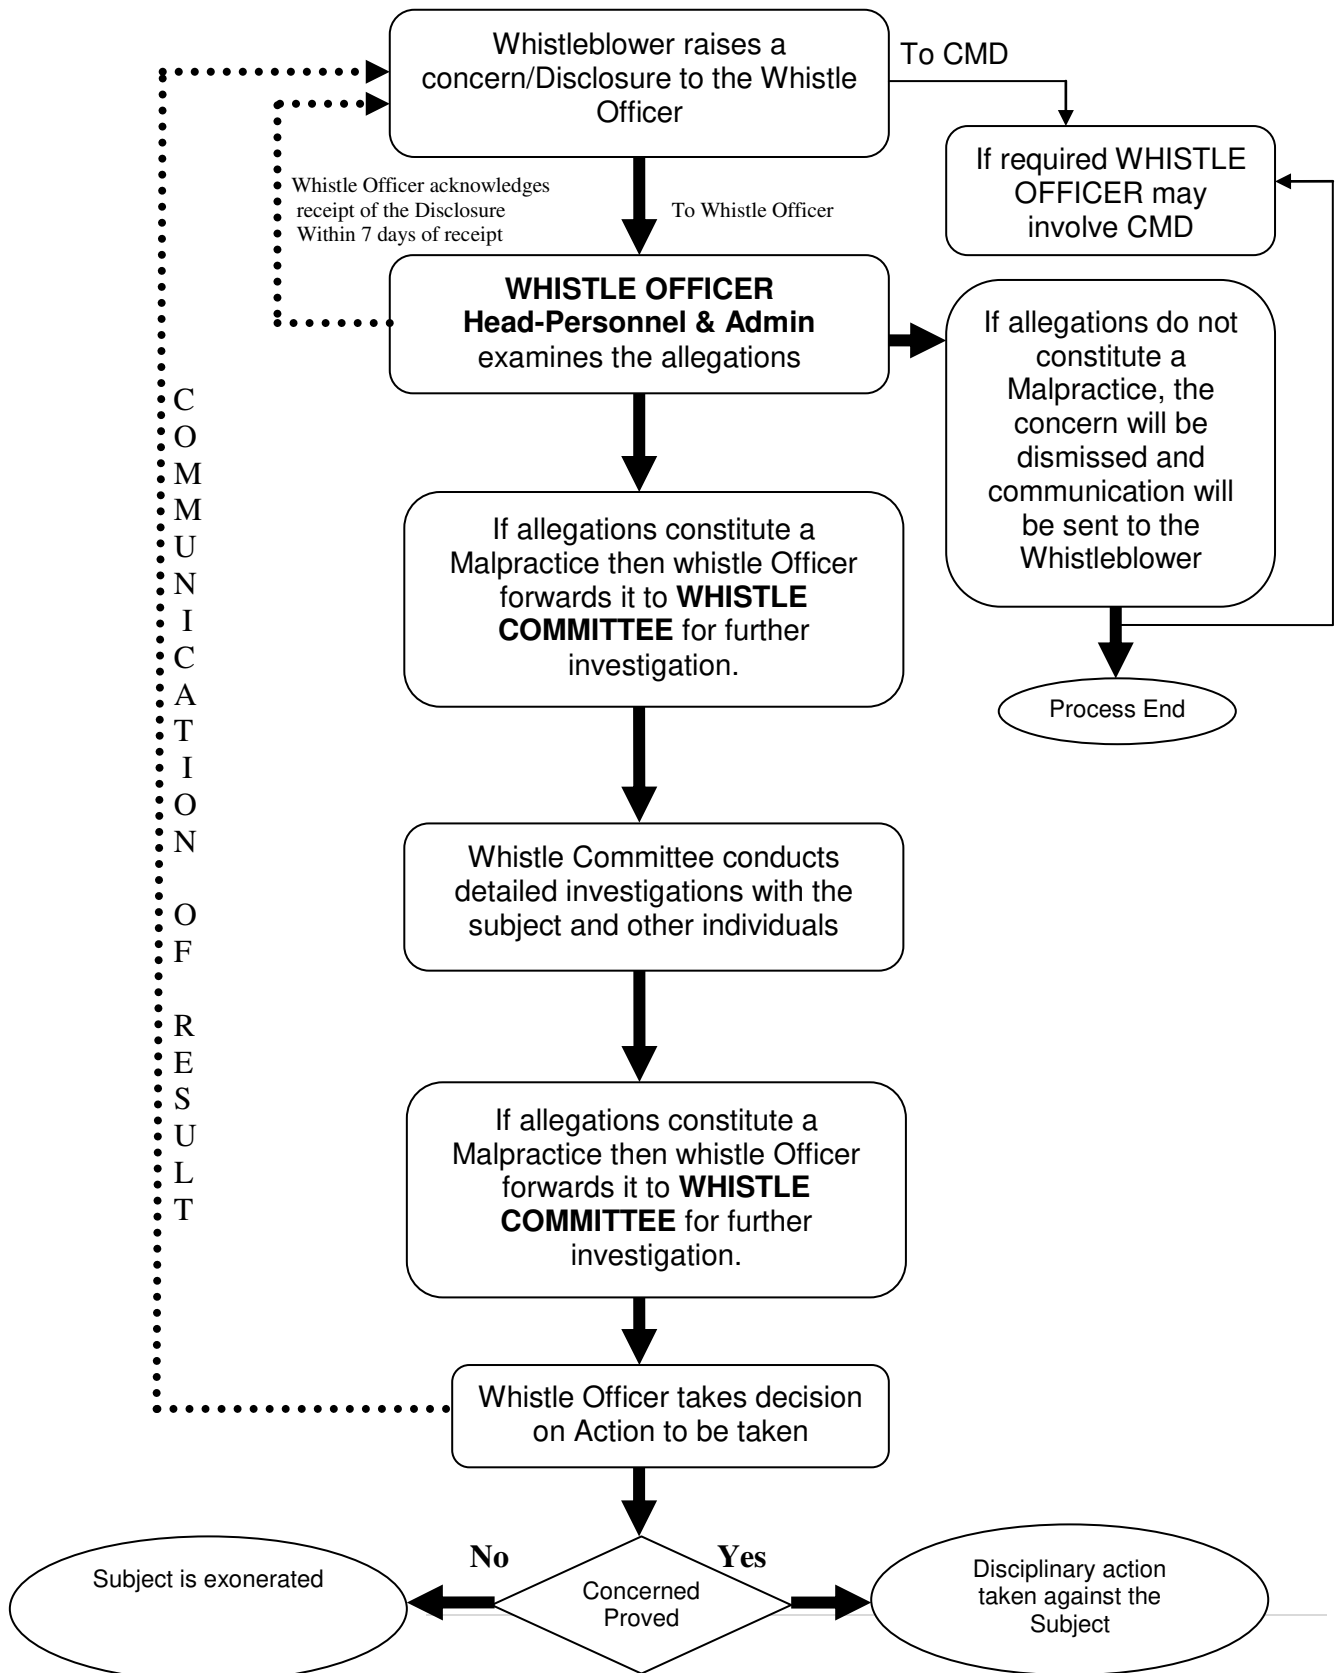 Whistleblower raises a
concern/Disclosure to the Whistle
Officer
To CMD
If required WHISTLE
OFFICER may
involve CMD
Whistle Officer acknowledges
receipt of the Disclosure
Within 7 days of receipt
To Whistle Officer
WHISTLE OFFICER
Head-Personnel & Admin
examines the allegations
If allegations do not
constitute a
Malpractice, the
concern will be
dismissed and
communication will
be sent to the
Whistleblower
Process End
COMMUNICATION OF RESULT
If allegations constitute a
Malpractice then whistle Officer
forwards it to WHISTLE
COMMITTEE for further
investigation.
Whistle Committee conducts
detailed investigations with the
subject and other individuals
If allegations constitute a
Malpractice then whistle Officer
forwards it to WHISTLE
COMMITTEE for further
investigation.
Whistle Officer takes decision
on Action to be taken
No
Yes
Subject is exonerated
Concerned
Proved
Disciplinary action
taken against the
Subject